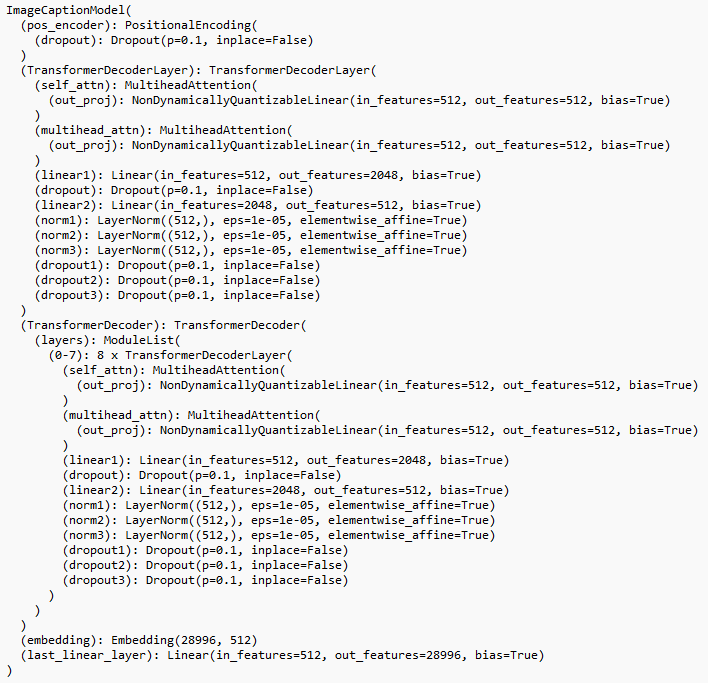 ImageCaptionModel(
  (pos_encoder): PositionalEncoding(
    (dropout): Dropout(p=0.1, inplace=False)
  )
  (TransformerDecoderLayer): TransformerDecoderLayer(
    (self_attn): MultiheadAttention(
      (out_proj): NonDynamicallyQuantizableLinear(in_features=512, out_features=512, bias=True)
    )
    (multihead_attn): MultiheadAttention(
      (out_proj): NonDynamicallyQuantizableLinear(in_features=512, out_features=512, bias=True)
    )
    (linear1): Linear(in_features=512, out_features=2048, bias=True)
    (dropout): Dropout(p=0.1, inplace=False)
    (linear2): Linear(in_features=2048, out_features=512, bias=True)
    (norm1): LayerNorm((512,), eps=1e-05, elementwise_affine=True)
    (norm2): LayerNorm((512,), eps=1e-05, elementwise_affine=True)
    (norm3): LayerNorm((512,), eps=1e-05, elementwise_affine=True)
    (dropout1): Dropout(p=0.1, inplace=False)
    (dropout2): Dropout(p=0.1, inplace=False)
    (dropout3): Dropout(p=0.1, inplace=False)
  )
  (TransformerDecoder): TransformerDecoder(
    (layers): ModuleList(
      (0-7): 8 x TransformerDecoderLayer(
        (self_attn): MultiheadAttention(
          (out_proj): NonDynamicallyQuantizableLinear(in_features=512, out_features=512, bias=True)
        )
        (multihead_attn): MultiheadAttention(
          (out_proj): NonDynamicallyQuantizableLinear(in_features=512, out_features=512, bias=True)
        )
        (linear1): Linear(in_features=512, out_features=2048, bias=True)
        (dropout): Dropout(p=0.1, inplace=False)
        (linear2): Linear(in_features=2048, out_features=512, bias=True)
        (norm1): LayerNorm((512,), eps=1e-05, elementwise_affine=True)
        (norm2): LayerNorm((512,), eps=1e-05, elementwise_affine=True)
        (norm3): LayerNorm((512,), eps=1e-05, elementwise_affine=True)
        (dropout1): Dropout(p=0.1, inplace=False)
        (dropout2): Dropout(p=0.1, inplace=False)
        (dropout3): Dropout(p=0.1, inplace=False)
      )
    )
  )
  (embedding): Embedding(28996, 512)
  (last_linear_layer): Linear(in_features=512, out_features=28996, bias=True)
)